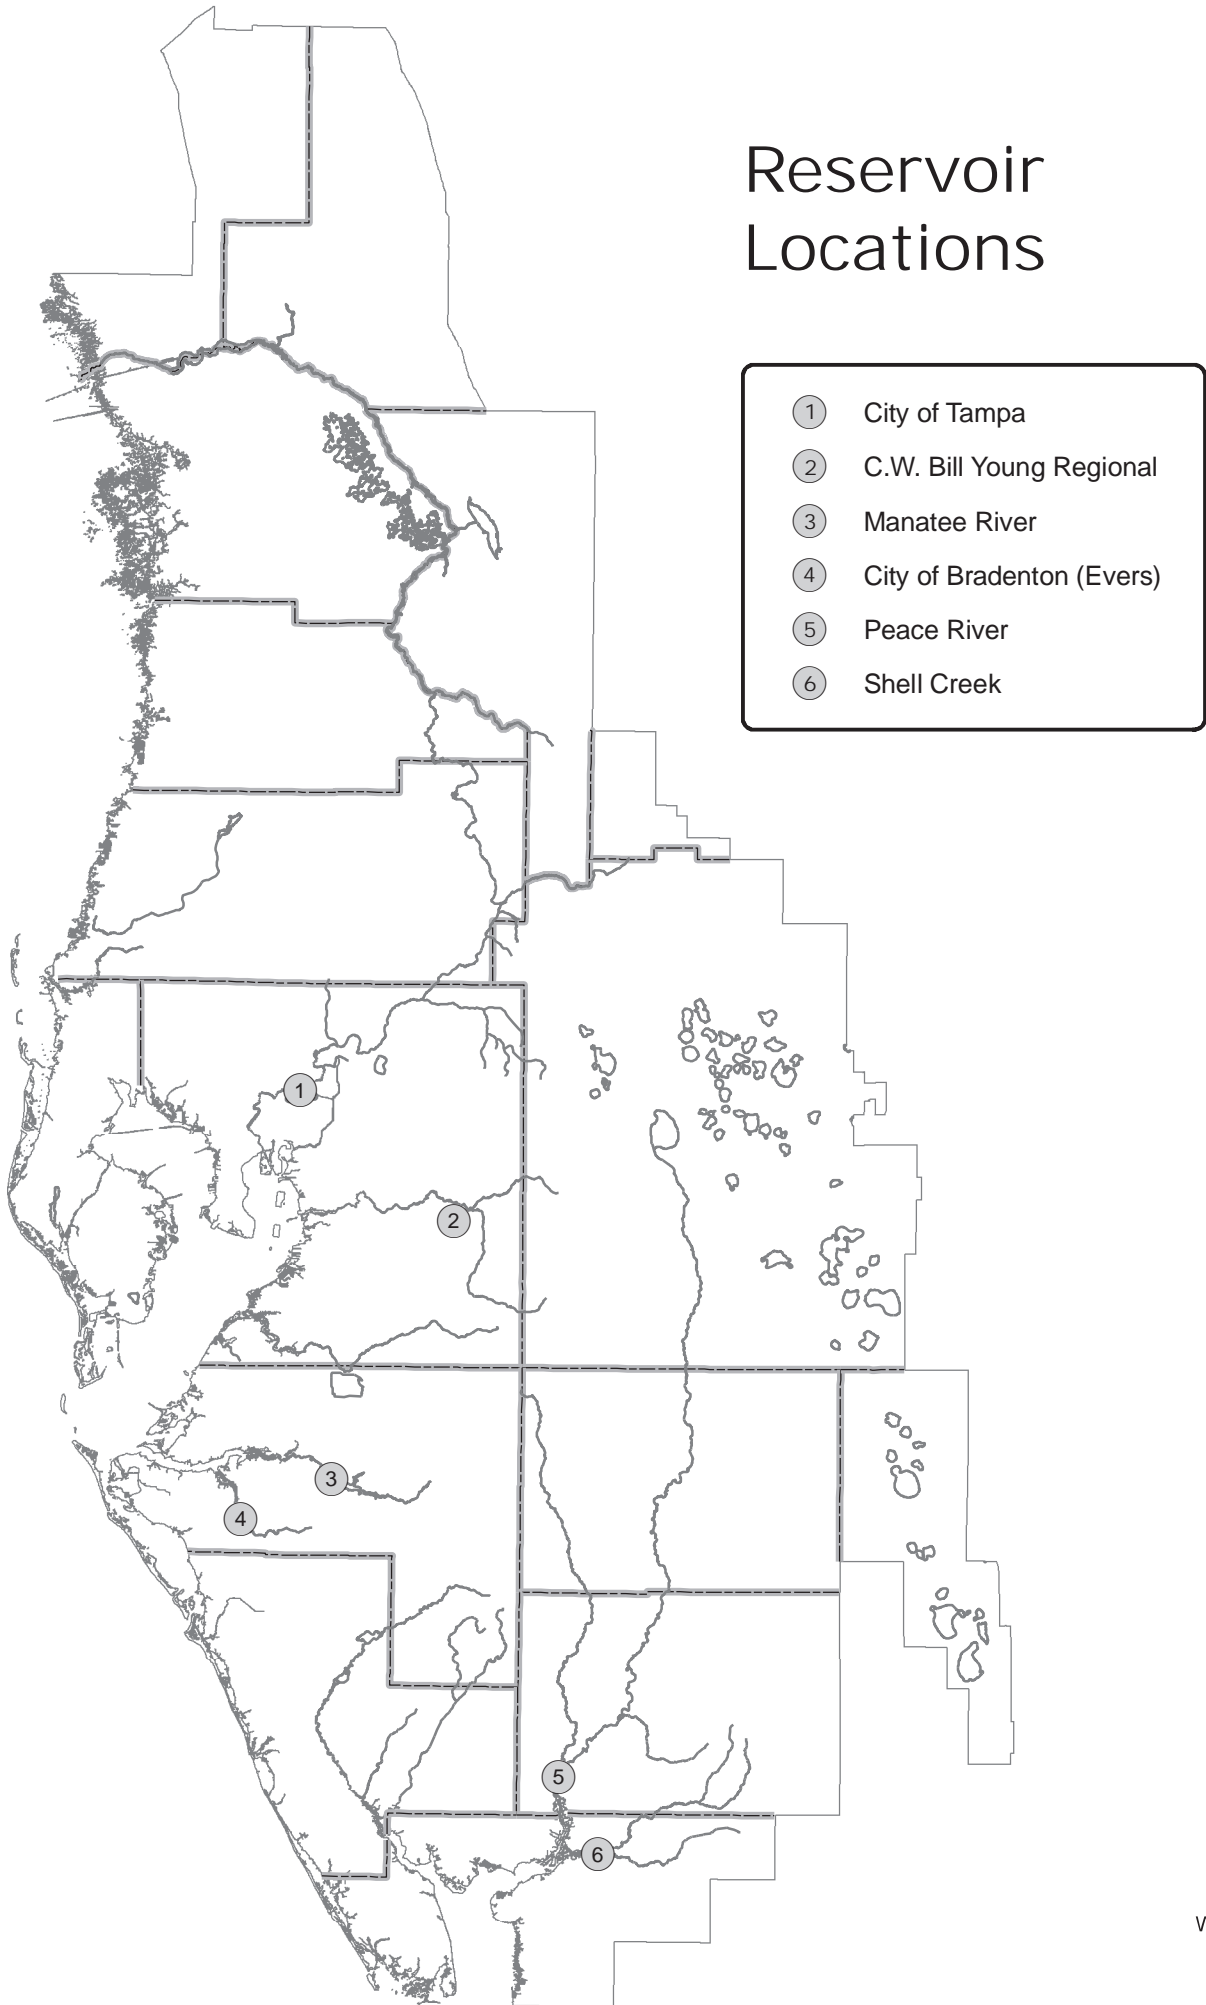 Reservoir
Locations
1 City of Tampa
2 C.W. Bill Young Regional
3 Manatee River
4 City of Bradenton (Evers)
5 Peace River
6 Shell Creek
1
2
3
4
5
6